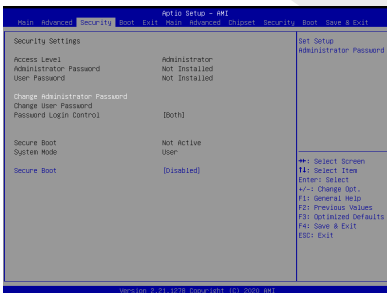 Aptio Setup - AMI
Main Advanced Security Boot Exit Main Advanced Chipset Security Boot Save & Exit
Security Settings
Access Level Administrator
Administrator Password Not Installed
User Password Not Installed
Change Administrator Password
Change User Password
Password Login Control [Both]
Secure Boot Not Active
System Mode User
Secure Boot [Disabled]
Set Setup
Administrator Password
++: Select Screen
↑↓: Select Item
Enter: Select
+/-: Change Opt.
F1: General Help
F2: Previous Values
F3: Optimized Defaults
F4: Save & Exit
ESC: Exit
Version 2.21.1278 Copyright (C) 2020 AMI